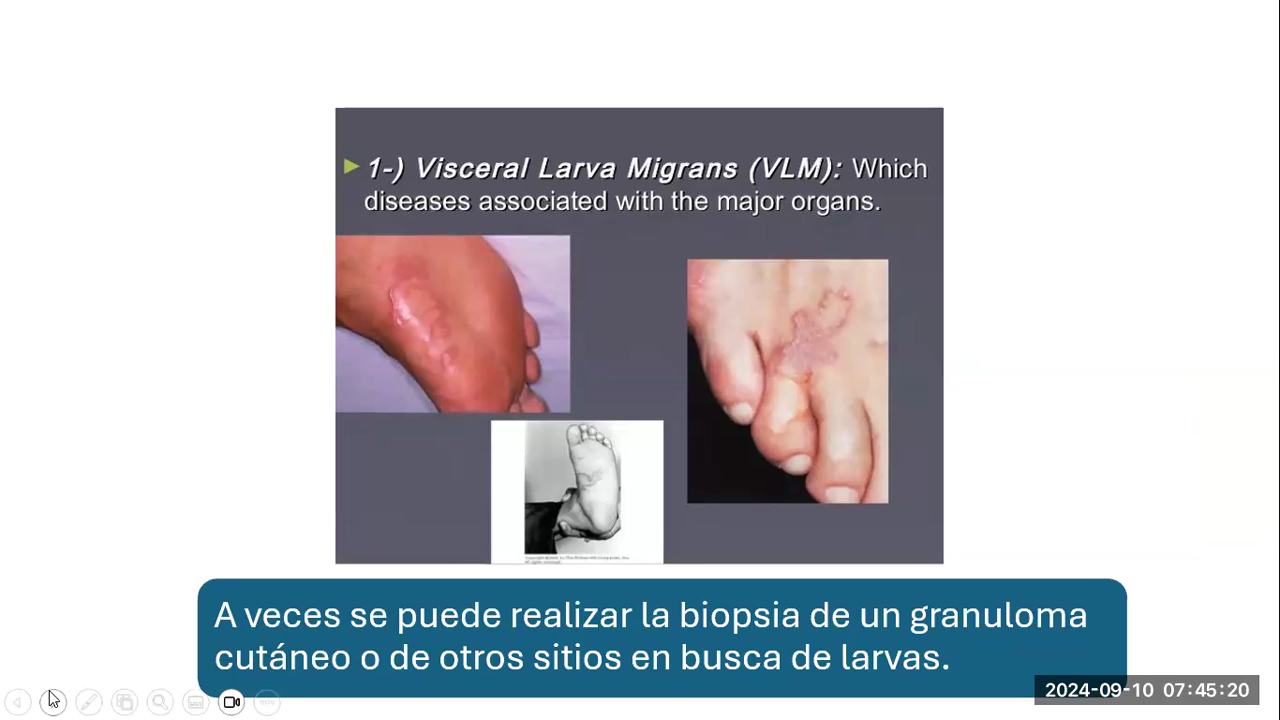 1-) Visceral Larva Migrans (VLM): Which
diseases associated with the major organs.
A veces se puede realizar la biopsia de un granuloma
cutáneo o de otros sitios en busca de larvas.
2024-09-10 07:45:20